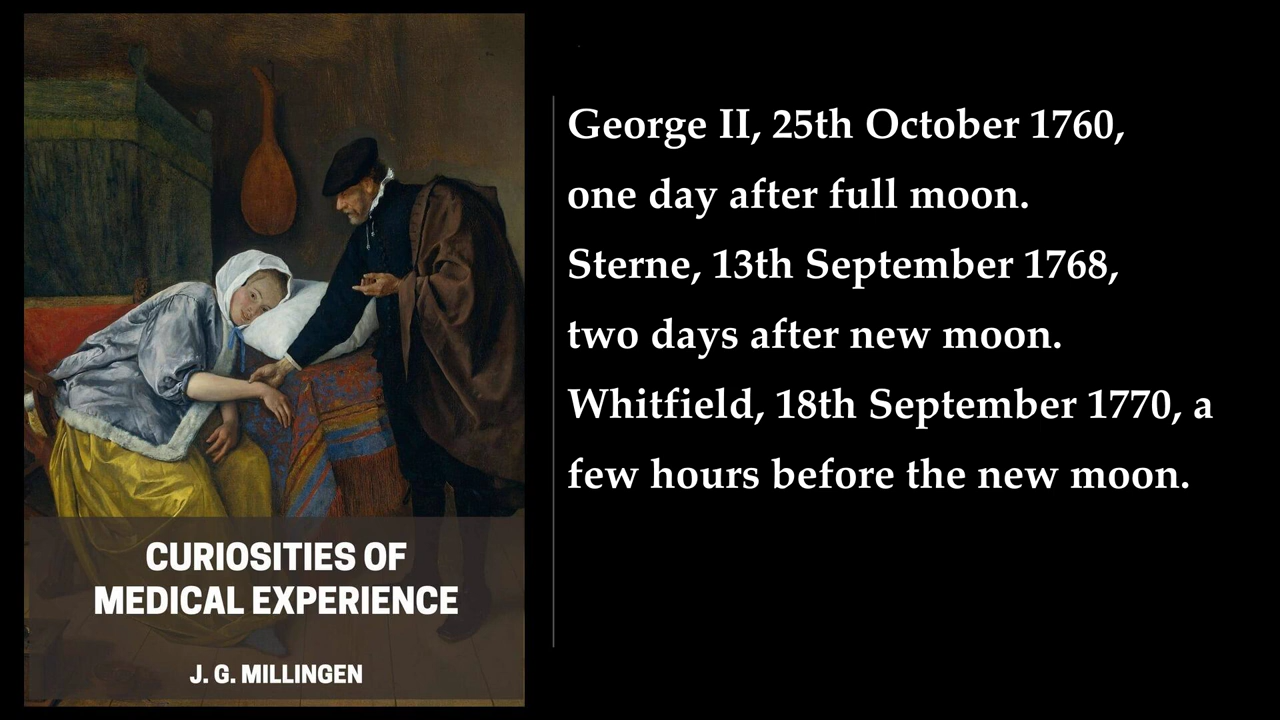 George II, 25th October 1760,
one day after full moon.
Sterne, 13th September 1768,
two days after new moon.
Whitfield, 18th September 1770, a
few hours before the new moon.
CURIOSITIES OF
MEDICAL EXPERIENCE
J. G. MILLINGEN